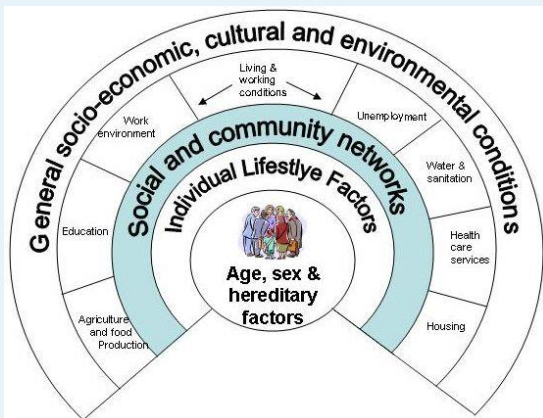 General socio-economic, cultural and environmental conditions
Living &
working
conditions
Work
environment
Unemployment
Social and community networks
Water &
sanitation
Individual Lifestlye Factors
Education
Health
care
services
Age, sex &
hereditary
factors
Agriculture
and food
Production
Housing